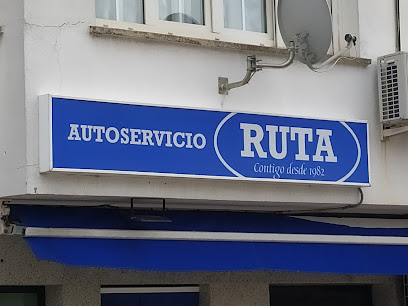 AUTOSERVICIO
RUTA
Contigo desde 1982